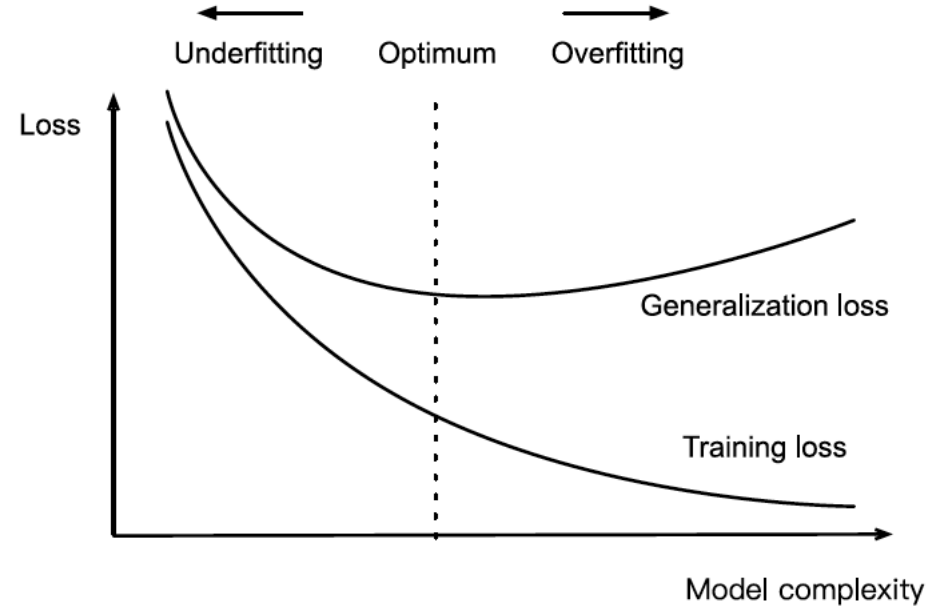 Underfitting
Optimum
Overfitting
Loss
Generalization loss
Training loss
Model complexity